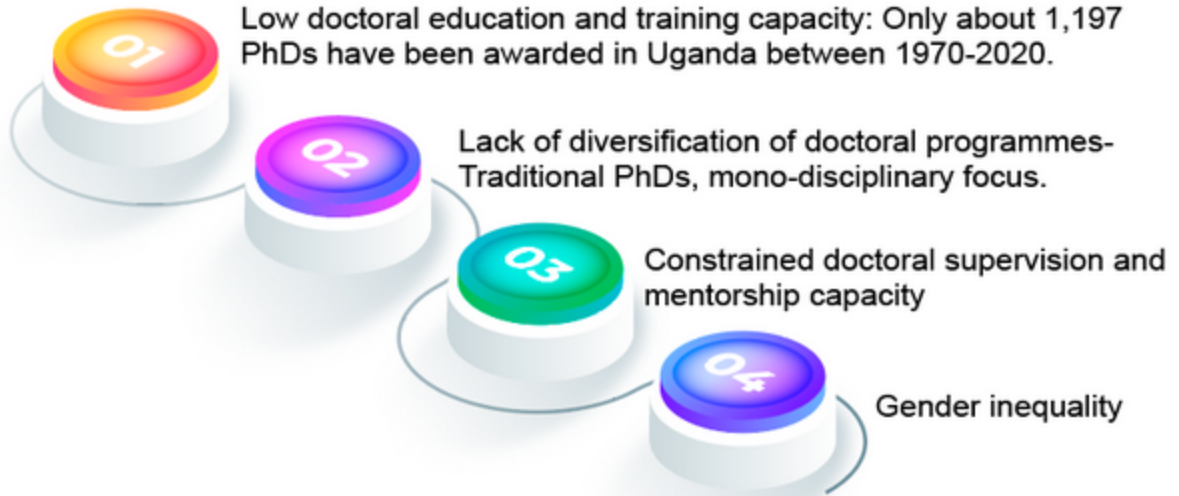 01
Low doctoral education and training capacity: Only about 1,197
PhDs have been awarded in Uganda between 1970-2020.
02
Lack of diversification of doctoral programmes-
Traditional PhDs, mono-disciplinary focus.
03
Constrained doctoral supervision and
mentorship capacity
04
Gender inequality